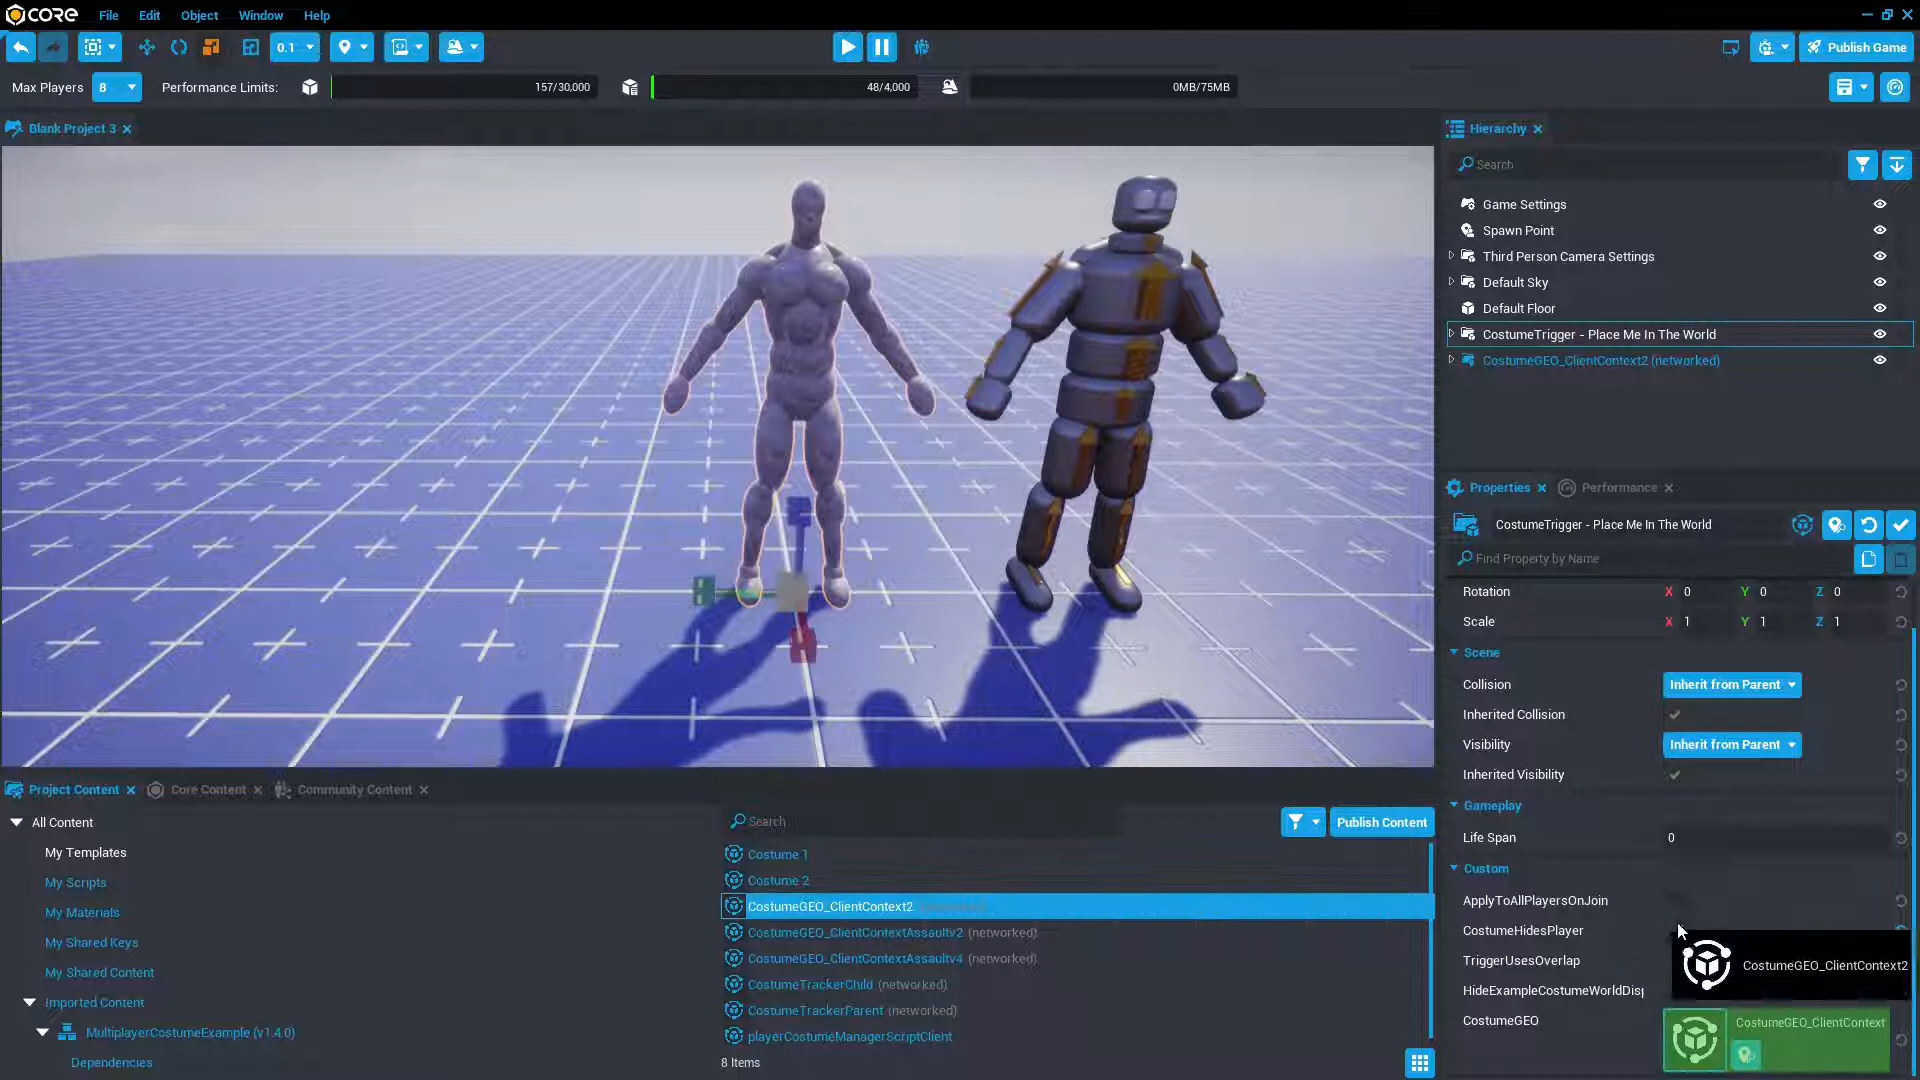 CORE File Edit Object Window Help
0.1 Publish Game
Max Players 8 Performance Limits: 157/30,000 48/4,000 0MB/75MB
Blank Project 3
Hierarchy
Search
Game Settings
Spawn Point
Third Person Camera Settings
Default Sky
Default Floor
CostumeTrigger - Place Me In The World
CostumeGEO_ClientContext2 (networked)
Properties Performance
CostumeTrigger - Place Me In The World
Find Property by Name
Rotation X 0 Y 0 Z 0
Scale X 1 Y 1 Z 1
Scene
Collision Inherit from Parent
Inherited Collision
Visibility Inherit from Parent
Inherited Visibility
Gameplay
Life Span 0
Custom
ApplyToAllPlayersOnJoin
CostumeHidesPlayer
TriggerUsesOverlap
CostumeGEO_ClientContext2
HideExampleCostumeWorldDisp
CostumeGEO CostumeGEO_ClientContext
Project Content Core Content Community Content
All Content
My Templates
My Scripts
My Materials
My Shared Keys
My Shared Content
Imported Content
MultiplayerCostumeExample (v1.4.0)
Dependencies
Search Publish Content
Costume 1
Costume 2
CostumeGEO_ClientContext2
CostumeGEO_ClientContextAssaultv2 (networked)
CostumeGEO_ClientContextAssaultv4 (networked)
CostumeTrackerChild (networked)
CostumeTrackerParent (networked)
playerCostumeManagerScriptClient
8 Items